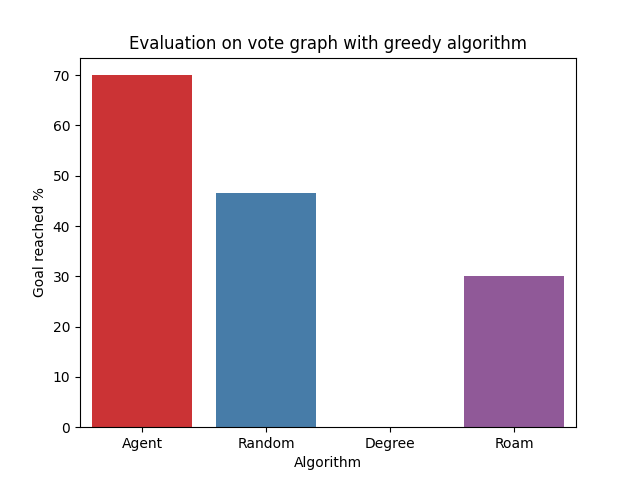 Evaluation on vote graph with greedy algorithm
70
60
50
40
30
20
10
0
Goal reached %
Agent Random Degree Roam
Algorithm